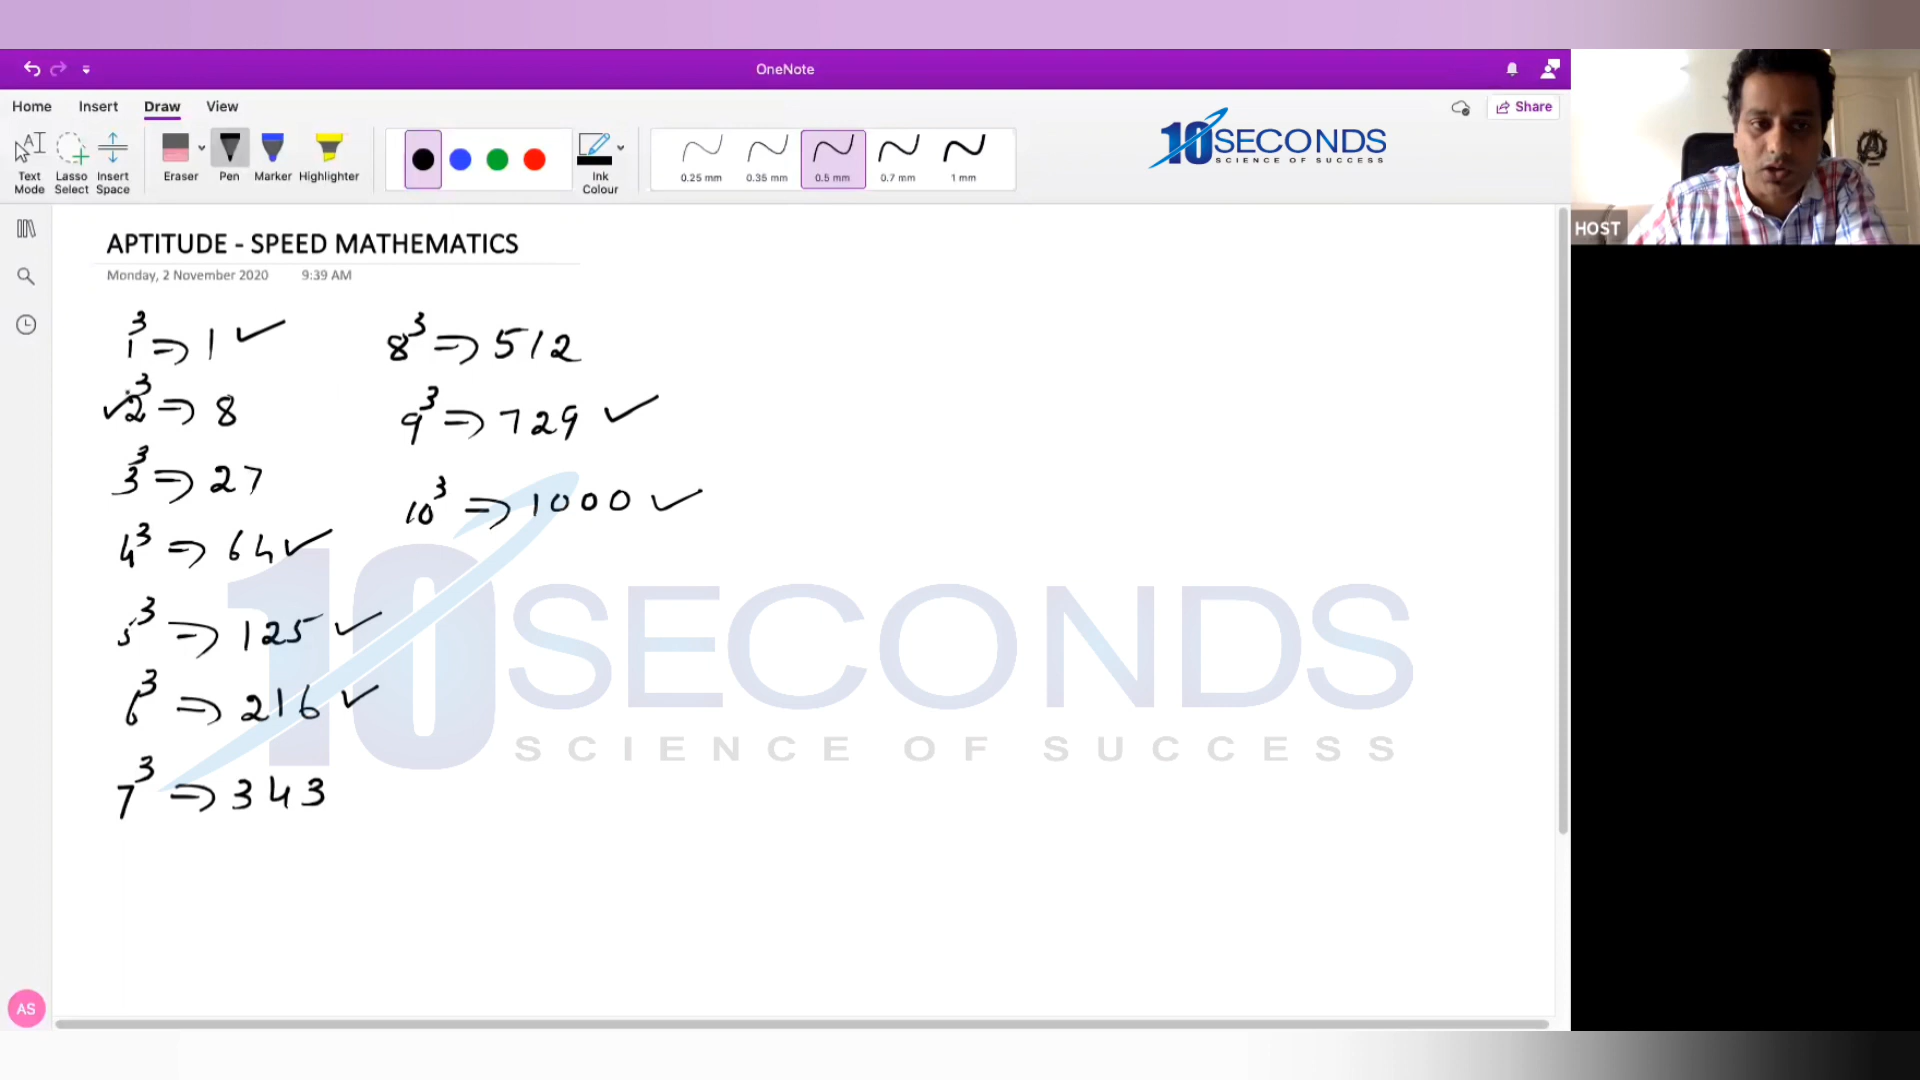 OneNote
Home Insert Draw View
Share
Text Mode
Lasso Select
Insert Space
Eraser
Pen
Marker
Highlighter
Ink Colour
0.25 mm
0.35 mm
0.5 mm
0.7 mm
1 mm
10SECONDS
SCIENCE OF SUCCESS
HOST
APTITUDE - SPEED MATHEMATICS
Monday, 2 November 2020 9:39 AM
1³ => 1 ✓
✓2³ => 8
3³ => 27
4³ => 64 ✓
5³ => 125 ✓
6³ => 216 ✓
7³ => 343
8³ => 512
9³ => 729 ✓
10³ => 1000 ✓
10SECONDS
SCIENCE OF SUCCESS
AS